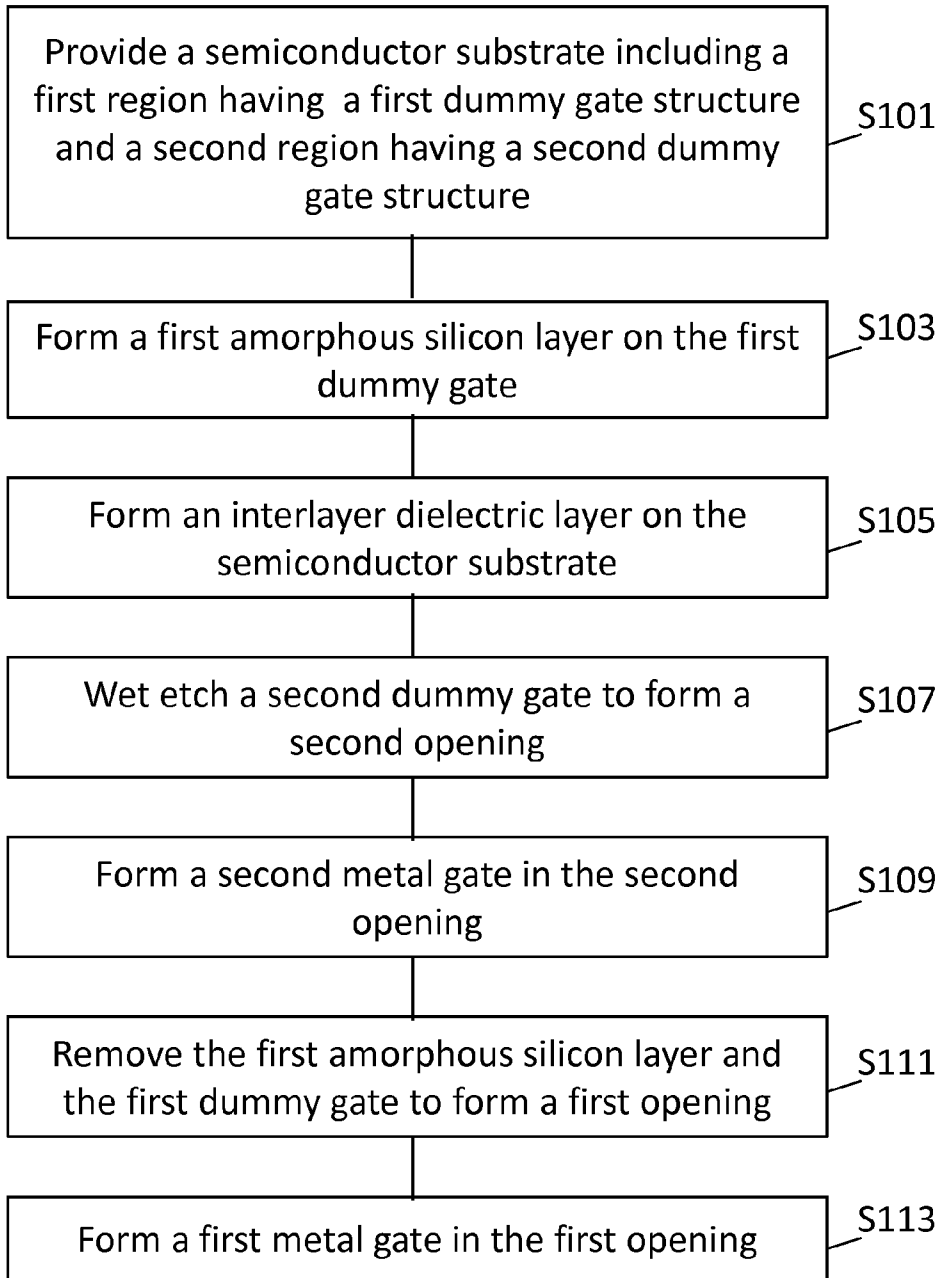 Provide a semiconductor substrate including a
first region having a first dummy gate structure
and a second region having a second dummy
gate structure
S101
Form a first amorphous silicon layer on the first
dummy gate
S103
Form an interlayer dielectric layer on the
semiconductor substrate
S105
Wet etch a second dummy gate to form a
second opening
S107
Form a second metal gate in the second
opening
S109
Remove the first amorphous silicon layer and
the first dummy gate to form a first opening
S111
Form a first metal gate in the first opening
S113